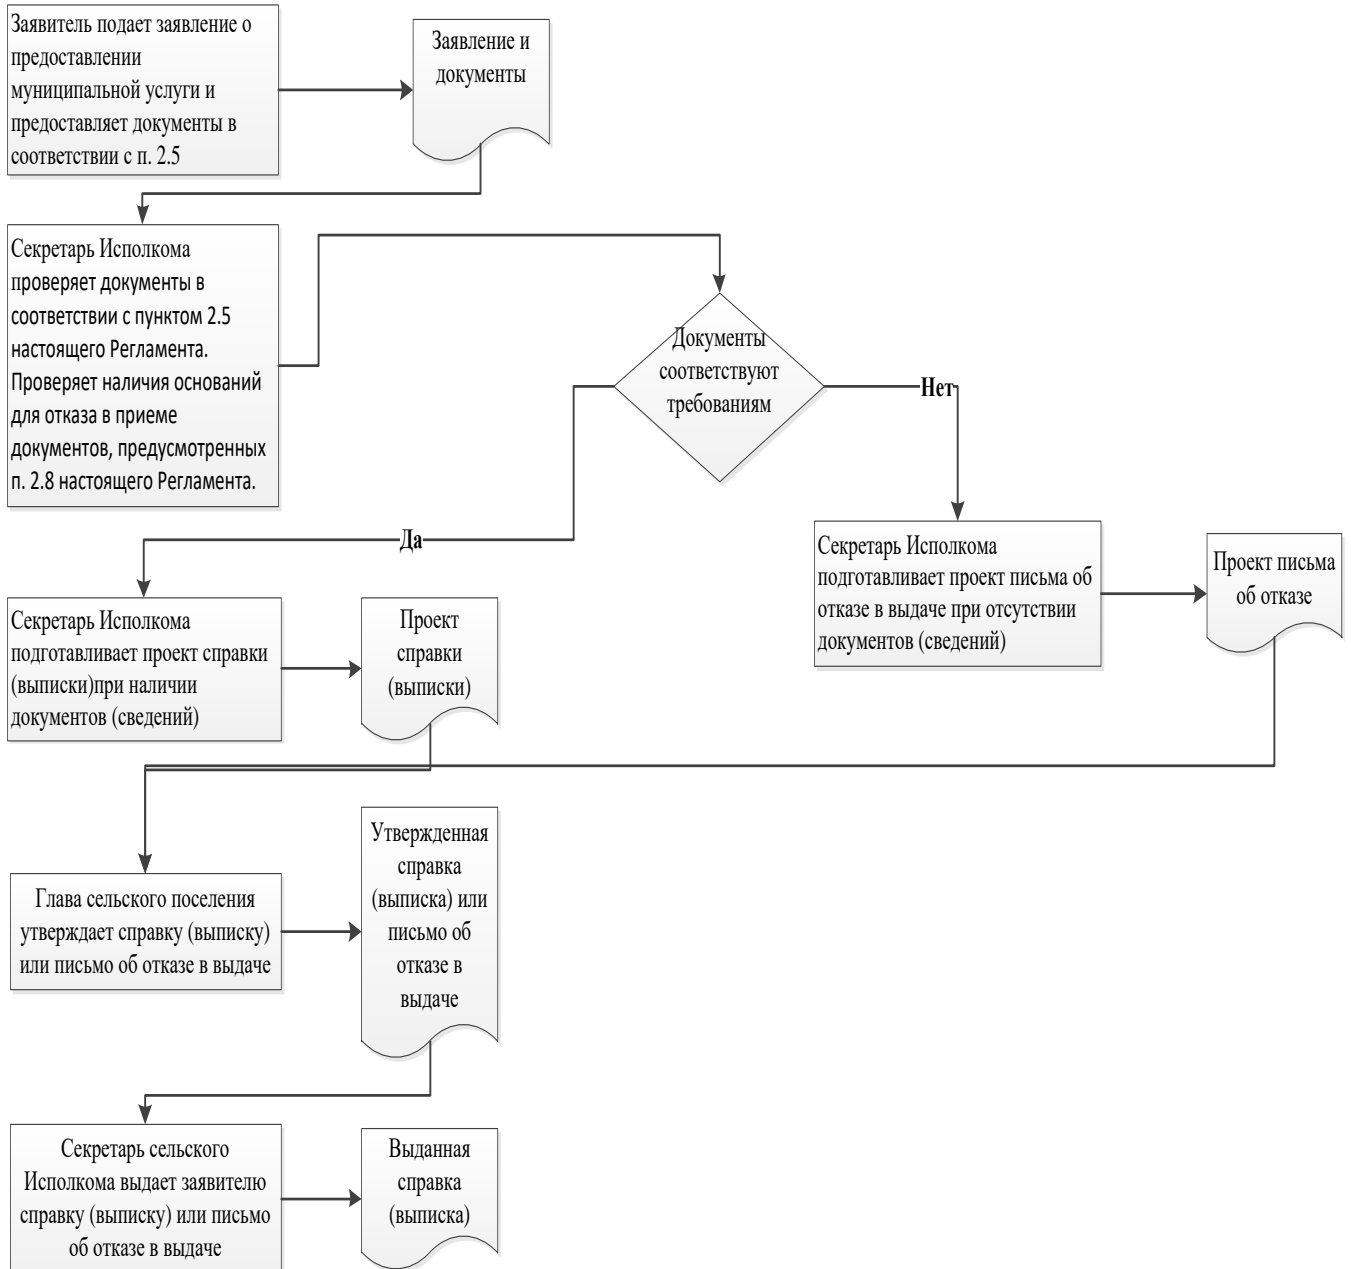 Заявитель подает заявление о
предоставлении
муниципальной услуги и
предоставляет документы в
соответствии с п. 2.5
Заявление и
документы
Секретарь Исполкома
проверяет документы в
соответствии с пунктом 2.5
настоящего Регламента.
Проверяет наличия оснований
для отказа в приеме
документов, предусмотренных
п. 2.8 настоящего Регламента.
Документы
соответствуют
требованиям
Нет
Да
Секретарь Исполкома
подготавливает проект письма об
отказе в выдаче при отсутствии
документов (сведений)
Проект письма
об отказе
Секретарь Исполкома
подготавливает проект справки
(выписки)при наличии
документов (сведений)
Проект
справки
(выписки)
Глава сельского поселения
утверждает справку (выписку)
или письмо об отказе в выдаче
Утвержденная
справка
(выписка) или
письмо об
отказе в
выдаче
Секретарь сельского
Исполкома выдает заявителю
справку (выписку) или письмо
об отказе в выдаче
Выданная
справка
(выписка)